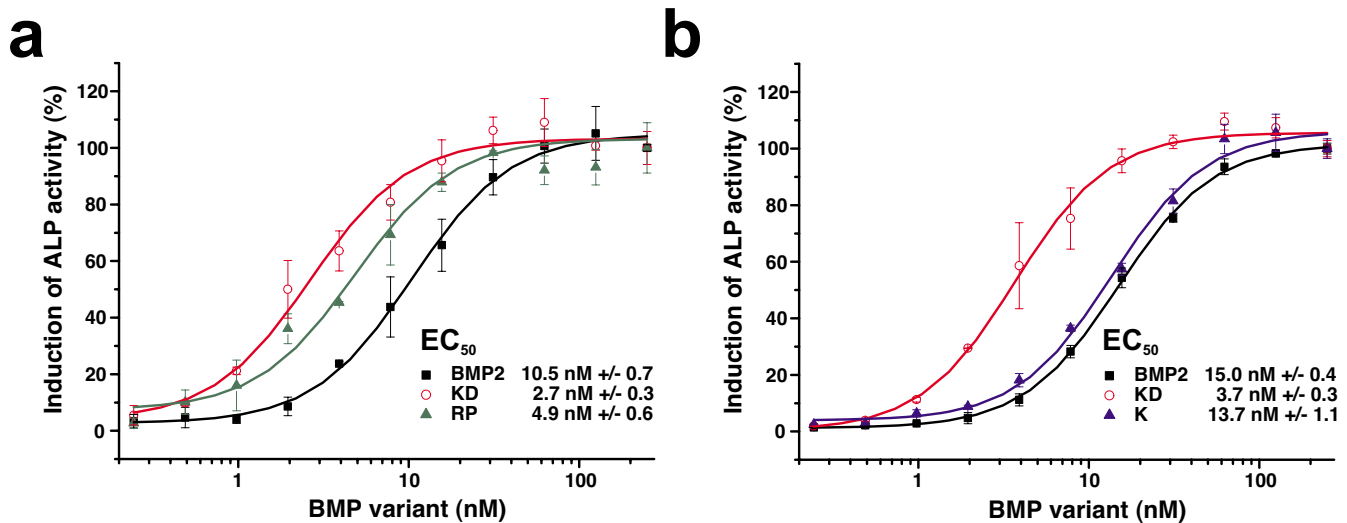 a
Induction of ALP activity (%)
120
100
80
60
40
20
0
EC50
BMP2 10.5 nM +/- 0.7
KD 2.7 nM +/- 0.3
RP 4.9 nM +/- 0.6
1 10 100
BMP variant (nM)
b
Induction of ALP activity (%)
120
100
80
60
40
20
0
EC50
BMP2 15.0 nM +/- 0.4
KD 3.7 nM +/- 0.3
K 13.7 nM +/- 1.1
1 10 100
BMP variant (nM)